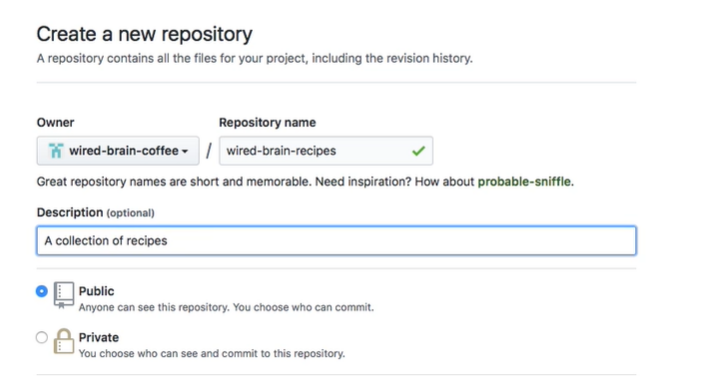 Create a new repository
A repository contains all the files for your project, including the revision history.
Owner Repository name
wired-brain-coffee / wired-brain-recipes
Great repository names are short and memorable. Need inspiration? How about probable-sniffle.
Description (optional)
A collection of recipes
Public
Anyone can see this repository. You choose who can commit.
Private
You choose who can see and commit to this repository.